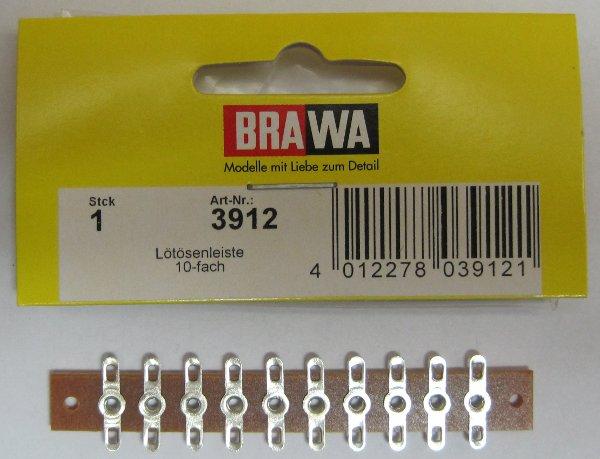 BRAWA
Modelle mit Liebe zum Detail
Stck Art-Nr.:
1 3912
Lötösenleiste
10-fach
4 012278 039121